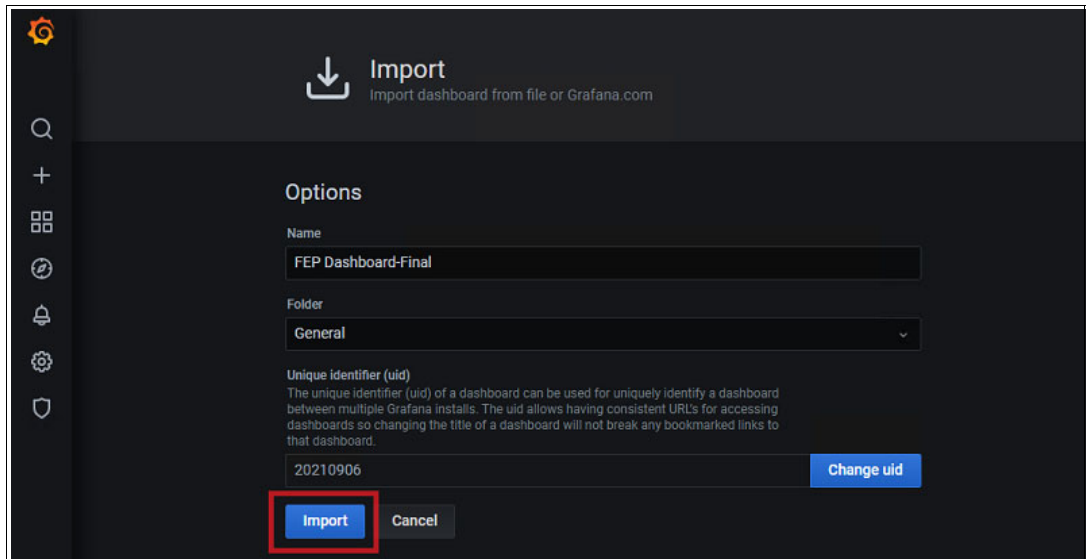 Import
Import dashboard from file or Grafana.com
Options
Name
FEP Dashboard-Final
Folder
General
Unique identifier (uid)
The unique identifier (uid) of a dashboard can be used for uniquely identify a dashboard
between multiple Grafana installs. The uid allows having consistent URL's for accessing
dashboards so changing the title of a dashboard will not break any bookmarked links to
that dashboard.
20210906
Change uid
Import
Cancel